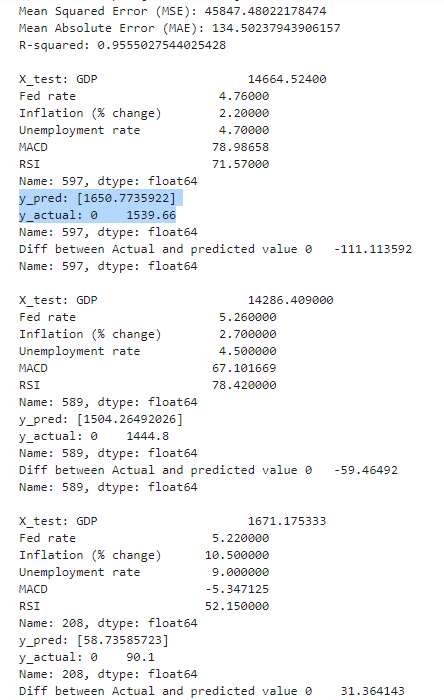 Mean Squared Error (MSE): 45847.48022178474
Mean Absolute Error (MAE): 134.50237943906157
R-squared: 0.9555027544025428
X_test: GDP 14664.52400
Fed rate 4.76000
Inflation (% change) 2.20000
Unemployment rate 4.70000
MACD 78.98658
RSI 71.57000
Name: 597, dtype: float64
y_pred: [1650.7735922]
y_actual: 0 1539.66
Name: 597, dtype: float64
Diff between Actual and predicted value 0 -111.113592
Name: 597, dtype: float64
X_test: GDP 14286.409000
Fed rate 5.260000
Inflation (% change) 2.700000
Unemployment rate 4.500000
MACD 67.101669
RSI 78.420000
Name: 589, dtype: float64
y_pred: [1504.26492026]
y_actual: 0 1444.8
Name: 589, dtype: float64
Diff between Actual and predicted value 0 -59.46492
Name: 589, dtype: float64
X_test: GDP 1671.175333
Fed rate 5.220000
Inflation (% change) 10.500000
Unemployment rate 9.000000
MACD -5.347125
RSI 52.150000
Name: 208, dtype: float64
y_pred: [58.73585723]
y_actual: 0 90.1
Name: 208, dtype: float64
Diff between Actual and predicted value 0 31.364143